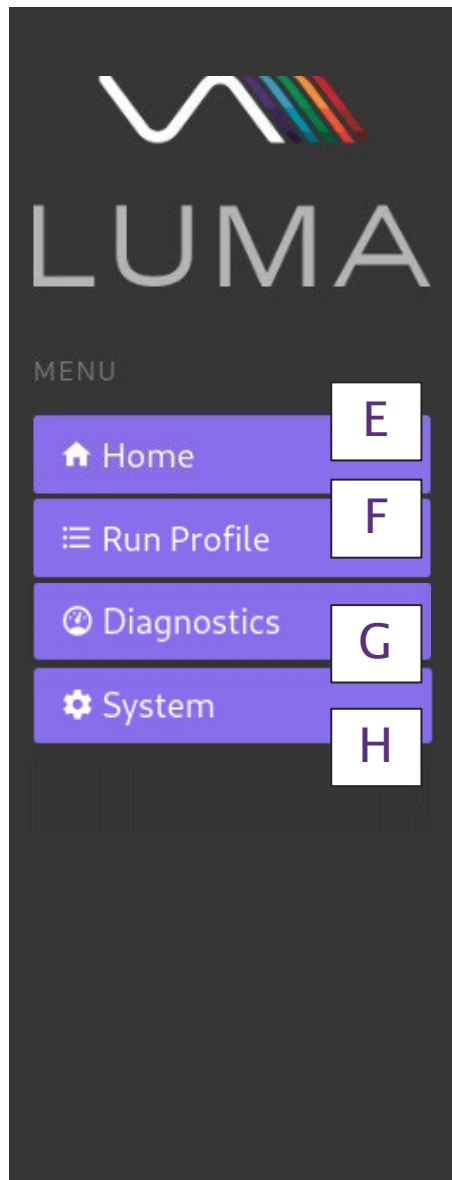 LUMA
MENU
E
Home
F
Run Profile
Diagnostics
G
System
H